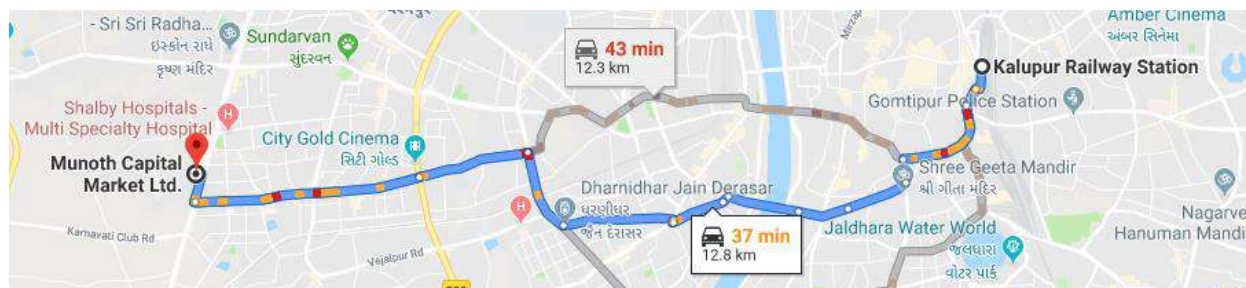 - Sri Sri Radha...
ઇસ્કોન રાધે
કૃષ્ણ મંદિર
Sundarvan
સુંદરવન
43 min
12.3 km
Mirzap
Amber Cinema
અંબર સિનેમા
Kalupur Railway Station
Gomtipur Police Station
Shalby Hospitals -
Multi Specialty Hospital
City Gold Cinema
સિટી ગોલ્ડ
Munoth Capital
Market Ltd.
Shree Geeta Mandir
શ્રી ગીતા મંદિર
Dharnidhar Jain Derasar
ધરણીધર
જૈન દેરાસર
37 min
12.8 km
Jaldhara Water World
જલધારા
વોટર પાર્ક
Nagarve
Hanuman Mandi
Karnavati Club Rd
Vejalpur Rd